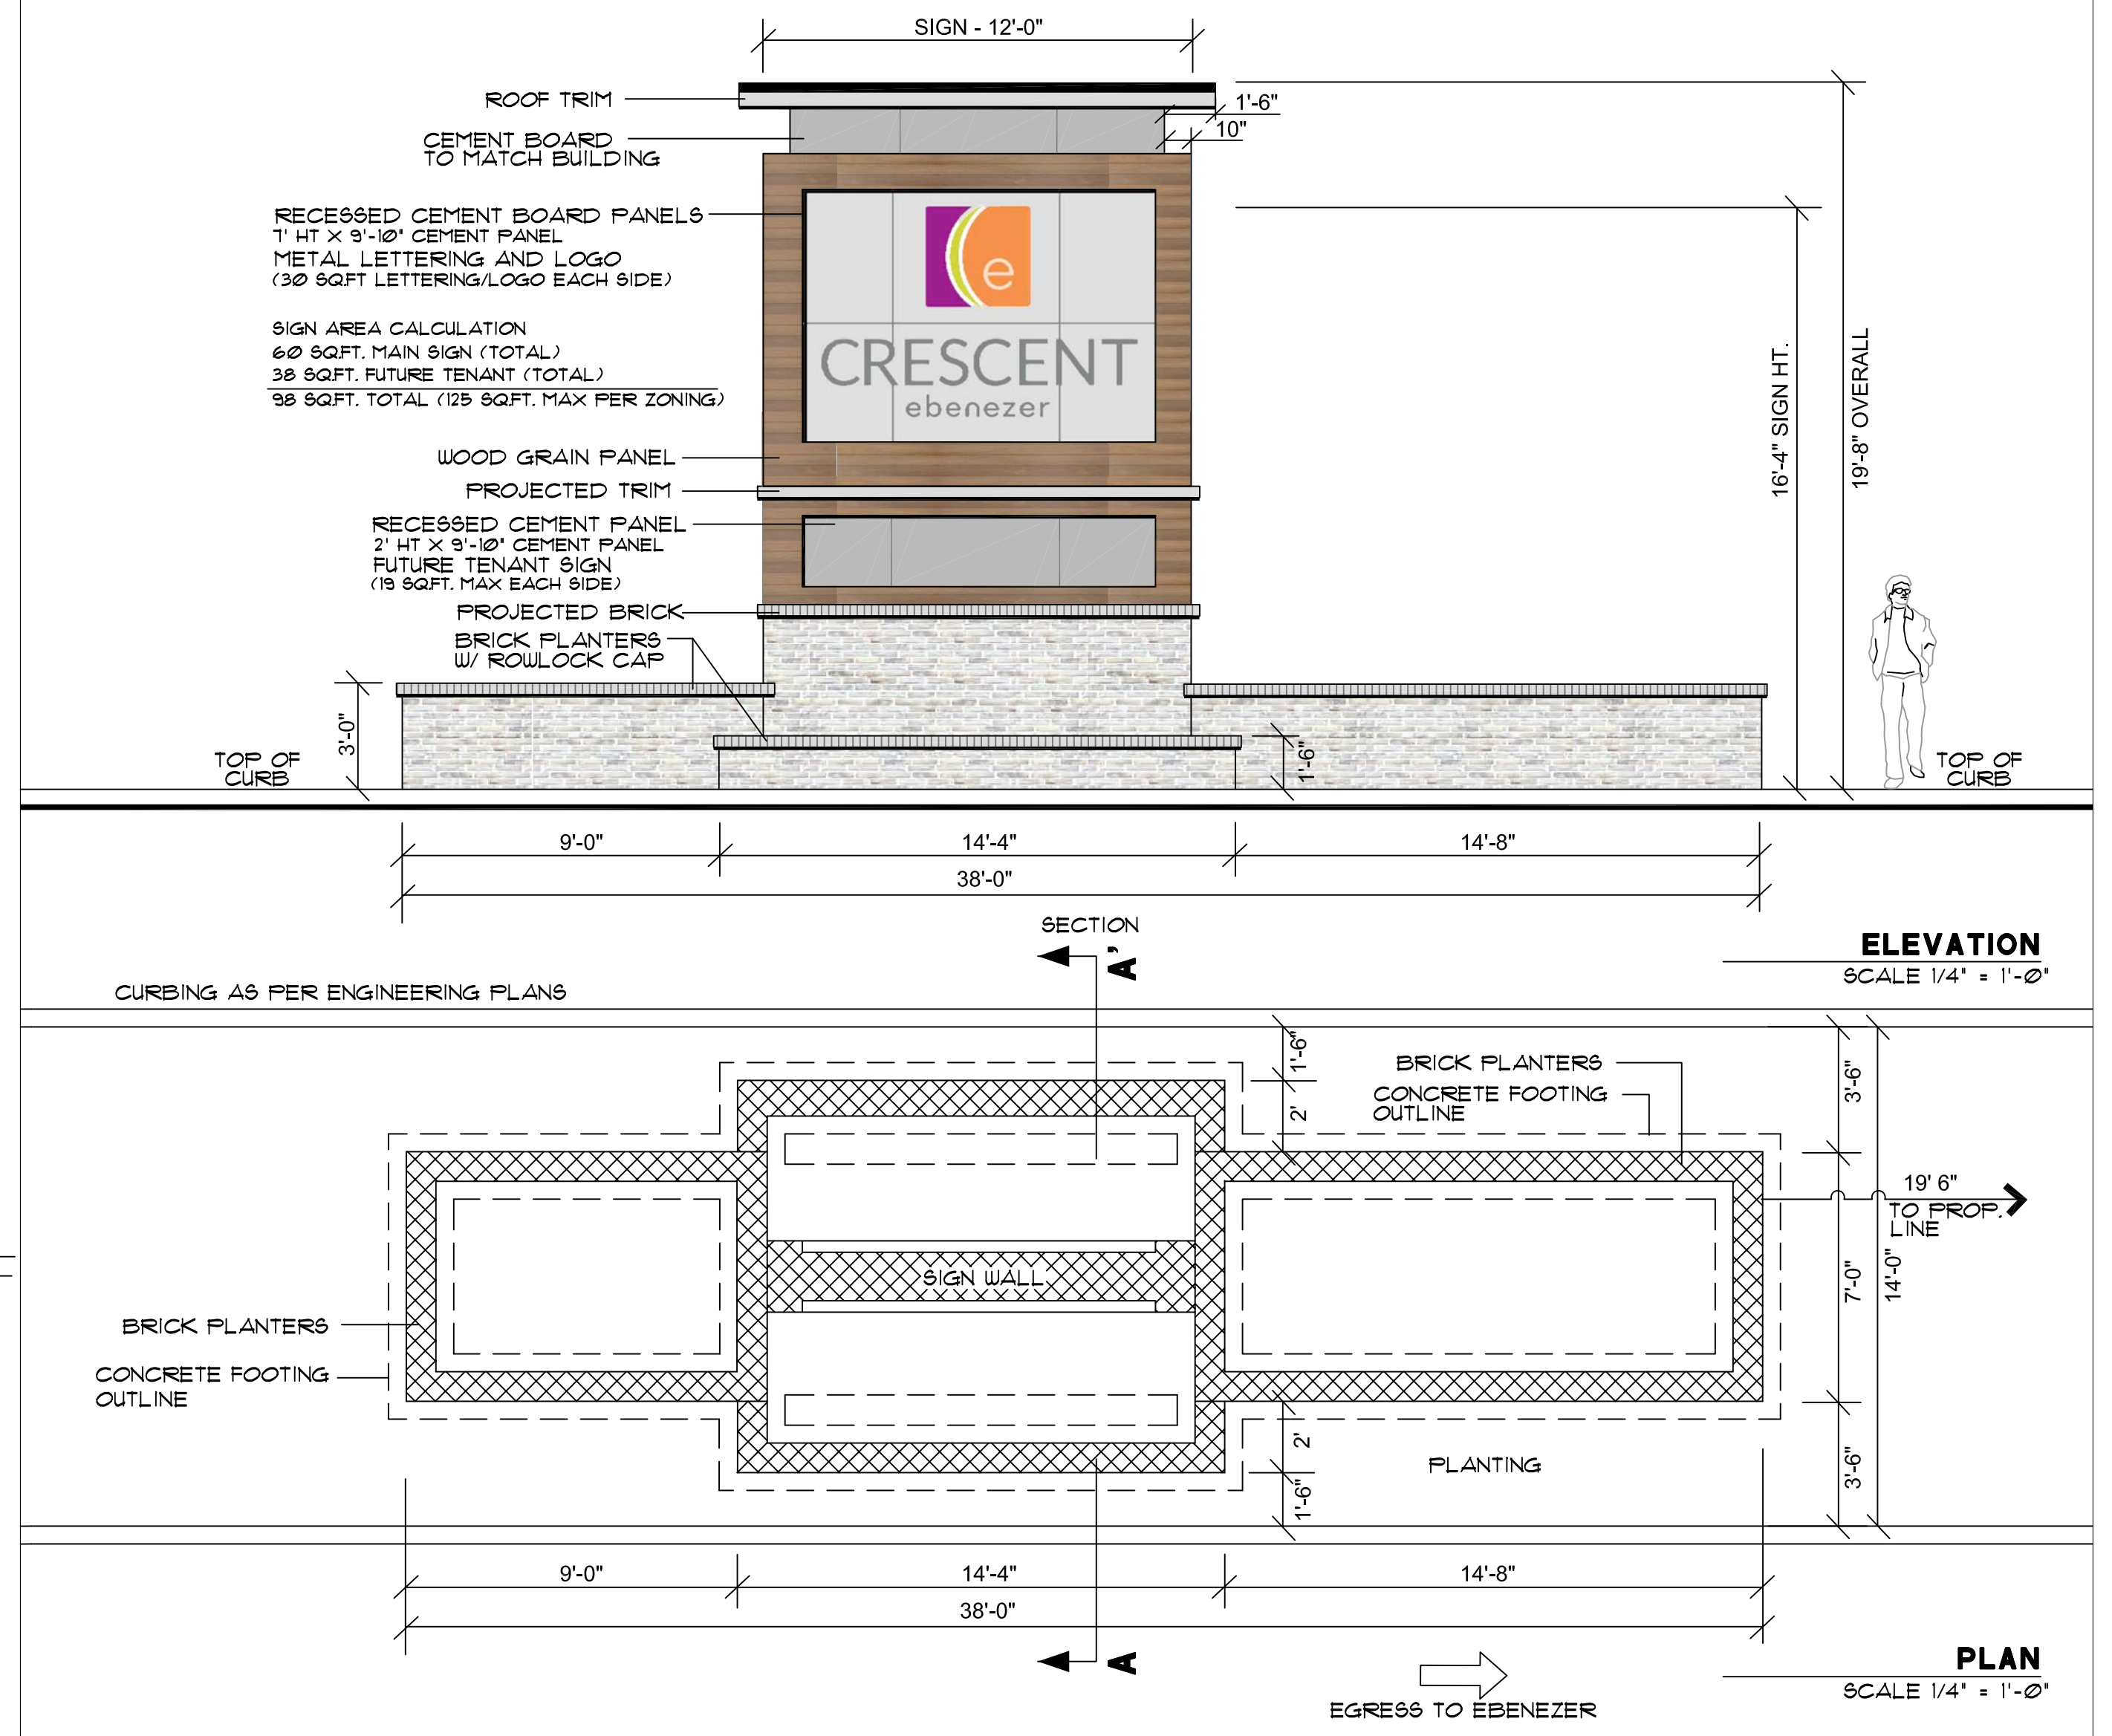 SIGN - 12'-0"
ROOF TRIM
1'-6"
10"
CEMENT BOARD
TO MATCH BUILDING
RECESSED CEMENT BOARD PANELS
7' HT X 9'-10" CEMENT PANEL
METAL LETTERING AND LOGO
(30 SQ.FT LETTERING/LOGO EACH SIDE)
SIGN AREA CALCULATION
60 SQ.FT. MAIN SIGN (TOTAL)
38 SQ.FT. FUTURE TENANT (TOTAL)
98 SQ.FT. TOTAL (125 SQ.FT. MAX PER ZONING)
e
CRESCENT
ebenezer
16'-4" SIGN HT.
19'-8" OVERALL
WOOD GRAIN PANEL
PROJECTED TRIM
RECESSED CEMENT PANEL
2' HT X 9'-10" CEMENT PANEL
FUTURE TENANT SIGN
(19 SQ.FT. MAX EACH SIDE)
PROJECTED BRICK
BRICK PLANTERS
W/ ROWLOCK CAP
3'-0"
1'-6"
TOP OF
CURB
TOP OF
CURB
9'-0"
14'-4"
14'-8"
38'-0"
SECTION
A'
ELEVATION
SCALE 1/4" = 1'-0"
CURBING AS PER ENGINEERING PLANS
1'-6"
2'
BRICK PLANTERS
CONCRETE FOOTING
OUTLINE
3'-6"
19' 6"
TO PROP.
LINE
7'-0"
14'-0"
SIGN WALL
BRICK PLANTERS
CONCRETE FOOTING
OUTLINE
2'
1'-6"
PLANTING
3'-6"
9'-0"
14'-4"
14'-8"
38'-0"
A
PLAN
SCALE 1/4" = 1'-0"
EGRESS TO EBENEZER